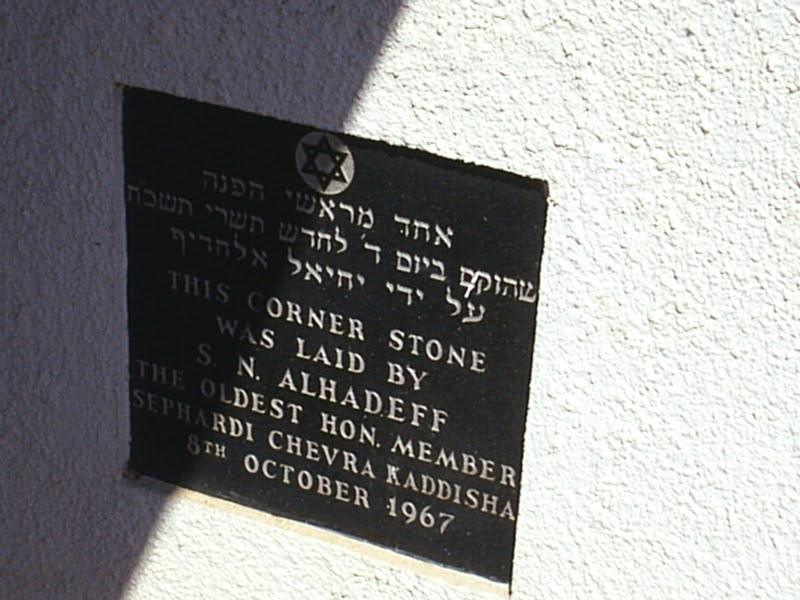 אחד מראשי הפנה
שהוקם ביום ד׳ לחדש תשרי תשכ״ח
על ידי יחיאל אלחדיף
THIS CORNER STONE
WAS LAID BY
S. N. ALHADEFF
THE OLDEST HON. MEMBER
SEPHARDI CHEVRA KADDISHA
8TH OCTOBER 1967